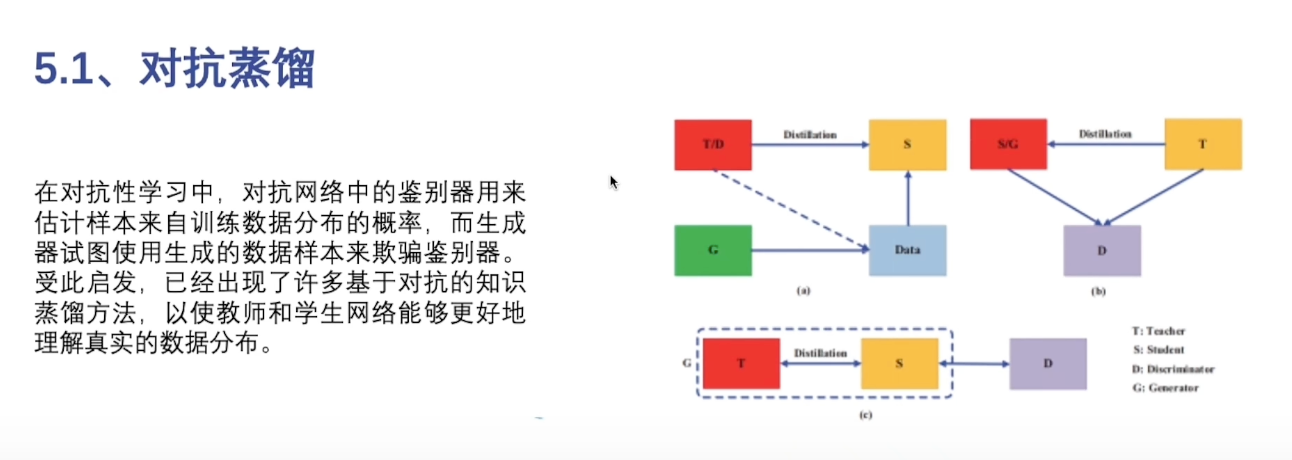 5.1、对抗蒸馏
在对抗性学习中，对抗网络中的鉴别器用来
估计样本来自训练数据分布的概率，而生成
器试图使用生成的数据样本来欺骗鉴别器。
受此启发，已经出现了许多基于对抗的知识
蒸馏方法，以使教师和学生网络能够更好地
理解真实的数据分布。
T/D
Distillation
S
G
Data
(a)
S/G
Distillation
T
D
(b)
G
T
Distillation
S
D
(c)
T: Teacher
S: Student
D: Discriminator
G: Generator